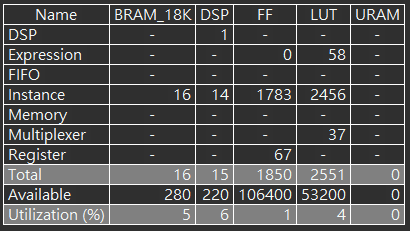 Name BRAM_18K DSP FF LUT URAM
DSP - 1 - - -
Expression - - 0 58 -
FIFO - - - - -
Instance 16 14 1783 2456 -
Memory - - - - -
Multiplexer - - - 37 -
Register - - 67 - -
Total 16 15 1850 2551 0
Available 280 220 106400 53200 0
Utilization (%) 5 6 1 4 0